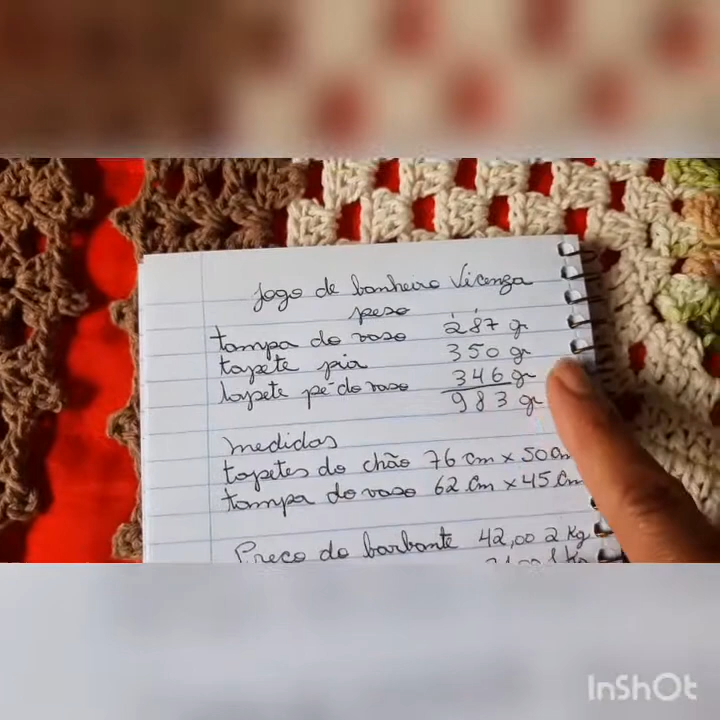 Jogo de banheiro Vicenza
peso
tampa do vaso 287 gr
tapete pia 350 gr
tapete pé do vaso 346 gr
983 gr
medidas
tapetes do chão 76 cm x 50 cm
tampa do vaso 62 cm x 45 cm
Preço do barbante 42,00 2 Kg
InShOt